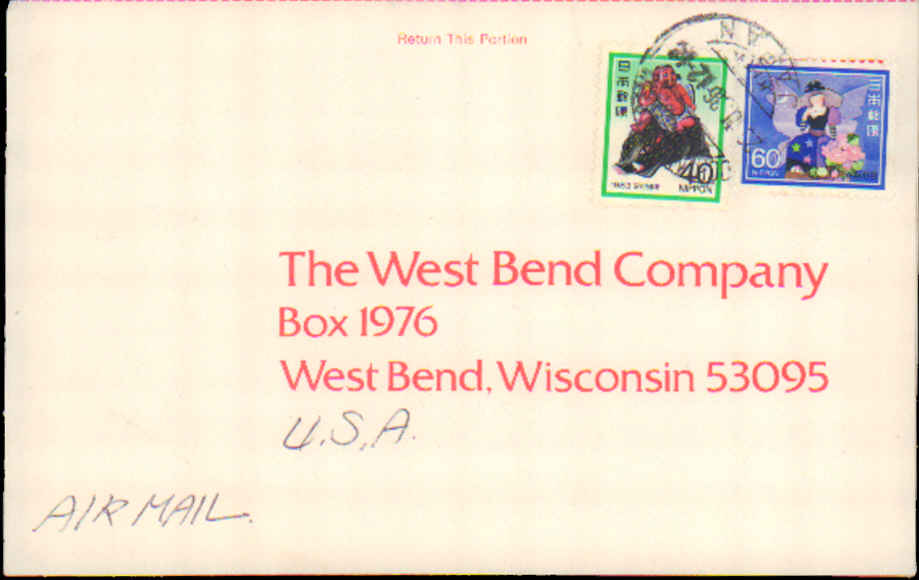 Return This Portion
日本郵便
40
NIPPON
日本郵便
60
NIPPON
JAPAN
The West Bend Company
Box 1976
West Bend, Wisconsin 53095
U.S.A.
AIR MAIL.